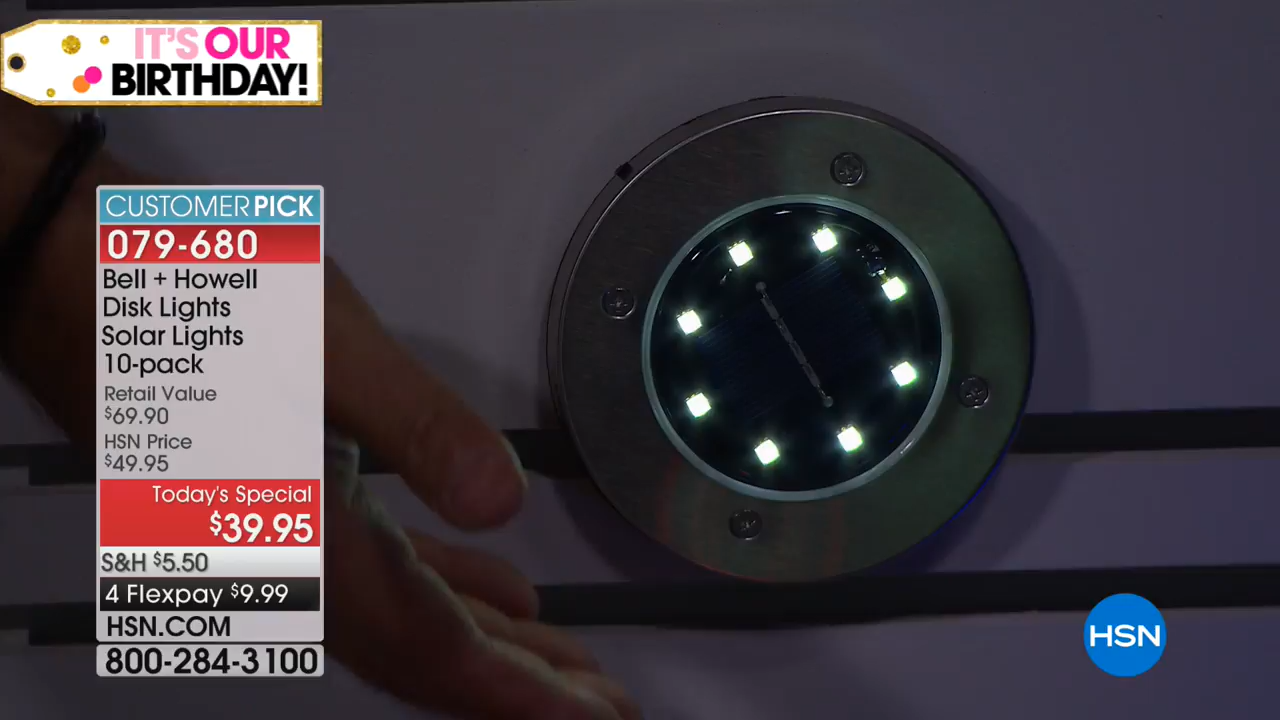 IT'S OUR
BIRTHDAY!
CUSTOMER PICK
079-680
Bell + Howell
Disk Lights
Solar Lights
10-pack
Retail Value
$69.90
HSN Price
$49.95
Today's Special
$39.95
S&H $5.50
4 Flexpay $9.99
HSN.COM
800-284-3100
HSN